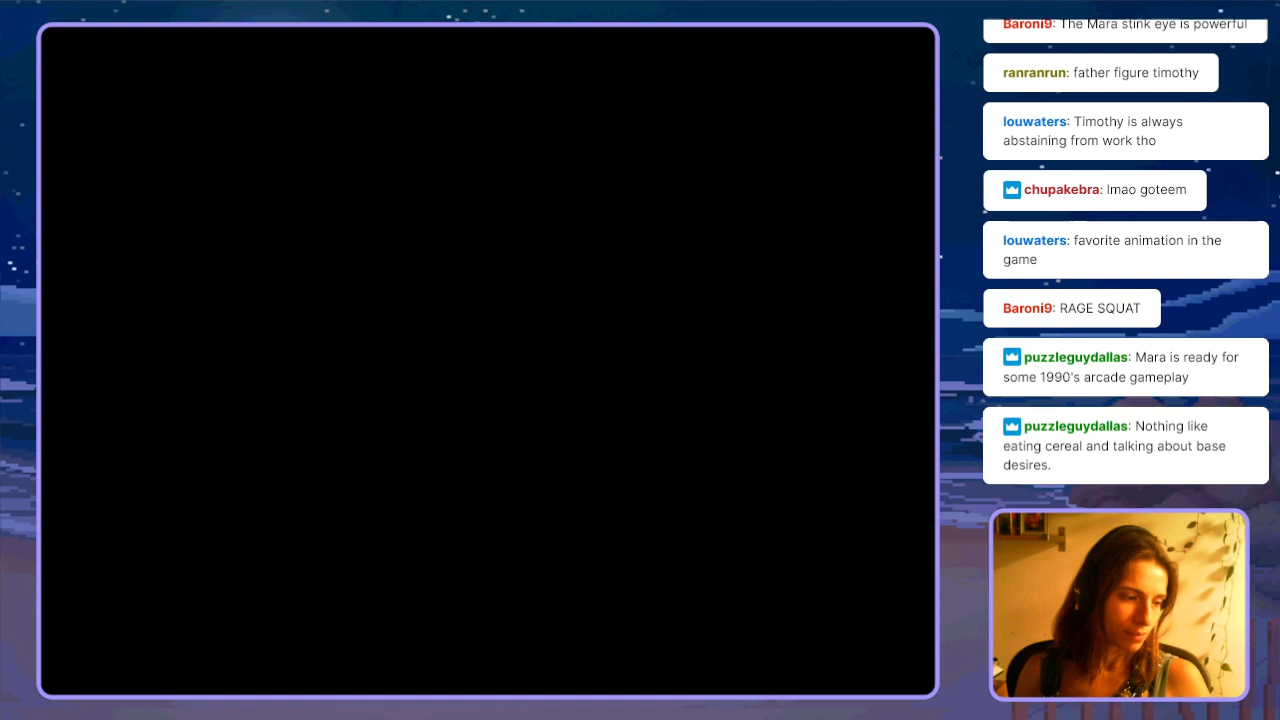 Baroni9: The Mara stink eye is powerful
ranranrun: father figure timothy
louwaters: Timothy is always
abstaining from work tho
chupakebra: lmao goteem
louwaters: favorite animation in the
game
Baroni9: RAGE SQUAT
puzzleguydallas: Mara is ready for
some 1990's arcade gameplay
puzzleguydallas: Nothing like
eating cereal and talking about base
desires.